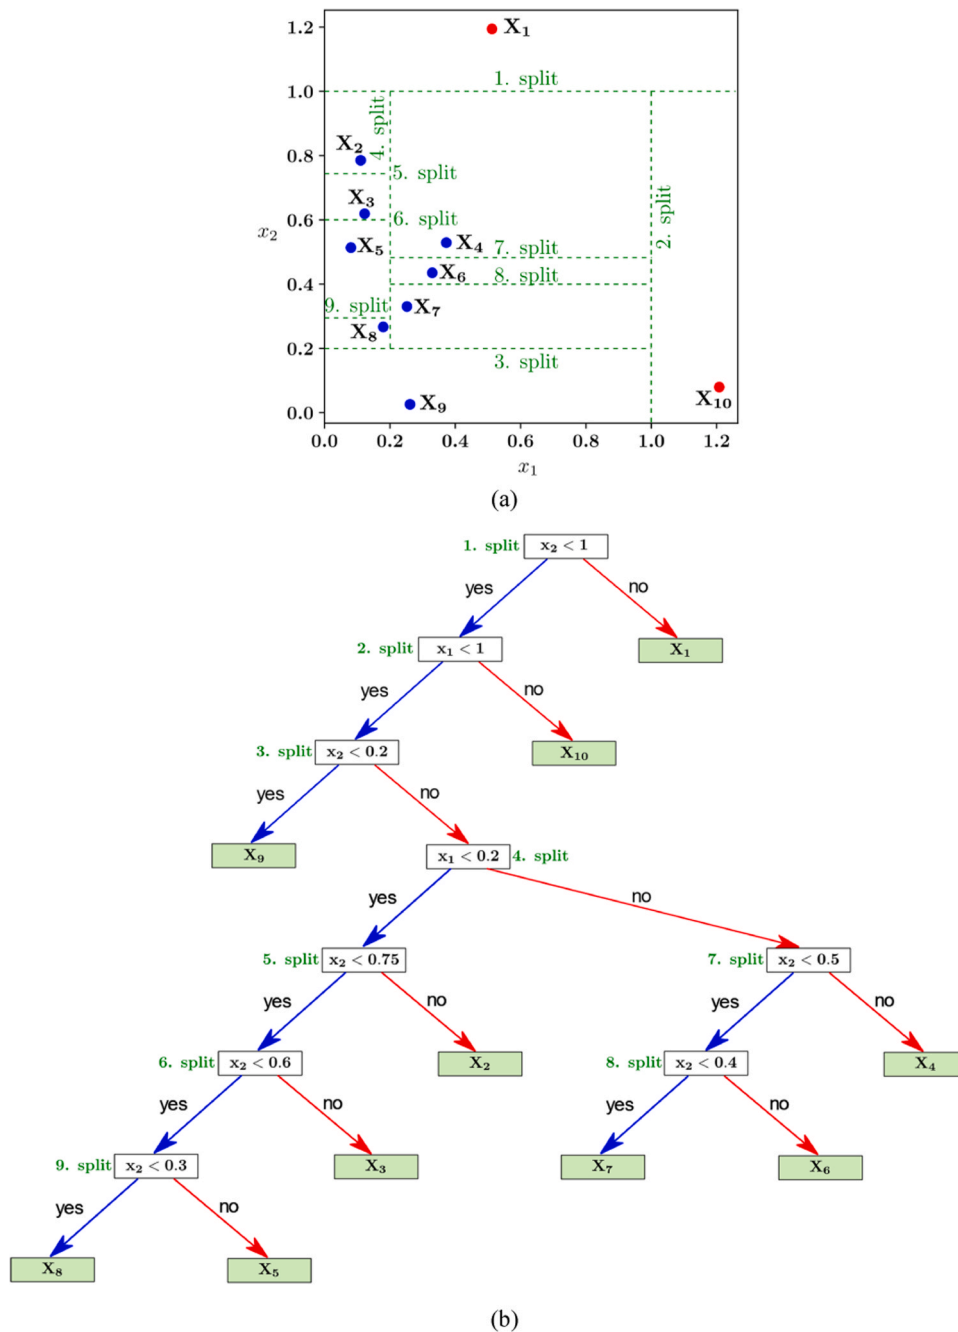 1.2
X1
1. split
1.0
4. split
X2
0.8
5. split
X3
2. split
0.6
6. split
x2
X5
X4
7. split
X6
8. split
0.4
9. split
X7
X8
0.2
3. split
X9
X10
0.0
0.0 0.2 0.4 0.6 0.8 1.0 1.2
x1
(a)
1. split x2 < 1
yes no
2. split x1 < 1 X1
yes no
3. split x2 < 0.2 X10
yes no
X9 x1 < 0.2 4. split
yes no
5. split x2 < 0.75 7. split x2 < 0.5
yes no yes no
6. split x2 < 0.6 X2 8. split x2 < 0.4 X4
yes no yes no
9. split x2 < 0.3 X3 X7 X6
yes no
X8 X5
(b)